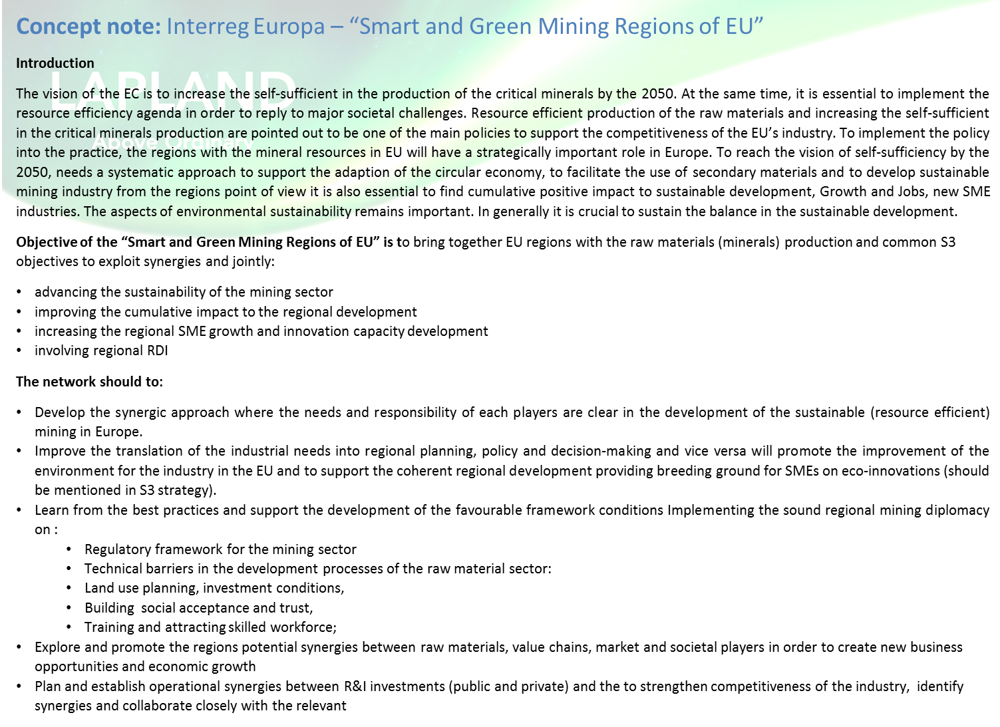 Concept note: Interreg Europa – “Smart and Green Mining Regions of EU”
Introduction
LAPLAND
Above Ordinary
The vision of the EC is to increase the self-sufficient in the production of the critical minerals by the 2050. At the same time, it is essential to implement the
resource efficiency agenda in order to reply to major societal challenges. Resource efficient production of the raw materials and increasing the self-sufficient
in the critical minerals production are pointed out to be one of the main policies to support the competitiveness of the EU’s industry. To implement the policy
into the practice, the regions with the mineral resources in EU will have a strategically important role in Europe. To reach the vision of self-sufficiency by the
2050, needs a systematic approach to support the adaption of the circular economy, to facilitate the use of secondary materials and to develop sustainable
mining industry from the regions point of view it is also essential to find cumulative positive impact to sustainable development, Growth and Jobs, new SME
industries. The aspects of environmental sustainability remains important. In generally it is crucial to sustain the balance in the sustainable development.
Objective of the “Smart and Green Mining Regions of EU” is to bring together EU regions with the raw materials (minerals) production and common S3
objectives to exploit synergies and jointly:
• advancing the sustainability of the mining sector
• improving the cumulative impact to the regional development
• increasing the regional SME growth and innovation capacity development
• involving regional RDI
The network should to:
• Develop the synergic approach where the needs and responsibility of each players are clear in the development of the sustainable (resource efficient)
mining in Europe.
• Improve the translation of the industrial needs into regional planning, policy and decision-making and vice versa will promote the improvement of the
environment for the industry in the EU and to support the coherent regional development providing breeding ground for SMEs on eco-innovations (should
be mentioned in S3 strategy).
• Learn from the best practices and support the development of the favourable framework conditions Implementing the sound regional mining diplomacy
on :
• Regulatory framework for the mining sector
• Technical barriers in the development processes of the raw material sector:
• Land use planning, investment conditions,
• Building  social acceptance and trust,
• Training and attracting skilled workforce;
• Explore and promote the regions potential synergies between raw materials, value chains, market and societal players in order to create new business
opportunities and economic growth
• Plan and establish operational synergies between R&I investments (public and private) and the to strengthen competitiveness of the industry,  identify
synergies and collaborate closely with the relevant